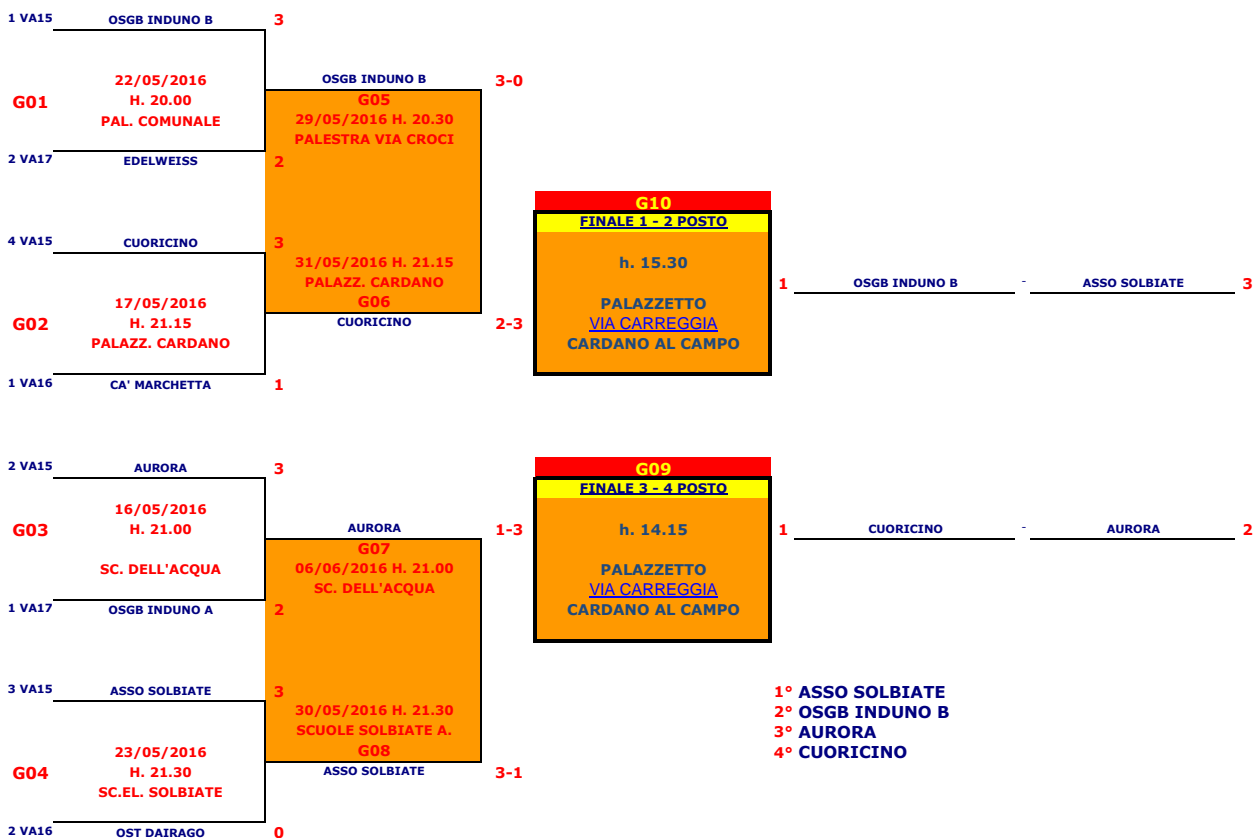 1 VA15 OSGB INDUNO B 3
22/05/2016
G01 H. 20.00
PAL. COMUNALE
2 VA17 EDELWEISS 2
OSGB INDUNO B 3-0
G05
29/05/2016 H. 20.30
PALESTRA VIA CROCI
4 VA15 CUORICINO 3
17/05/2016
G02 H. 21.15
PALAZZ. CARDANO
1 VA16 CA' MARCHETTA 1
31/05/2016 H. 21.15
PALAZZ. CARDANO
G06
CUORICINO 2-3
G10
FINALE 1 - 2 POSTO
h. 15.30
PALAZZETTO
VIA CARREGGIA
CARDANO AL CAMPO
1 OSGB INDUNO B - ASSO SOLBIATE 3
2 VA15 AURORA 3
16/05/2016
G03 H. 21.00
SC. DELL'ACQUA
1 VA17 OSGB INDUNO A 2
AURORA 1-3
G07
06/06/2016 H. 21.00
SC. DELL'ACQUA
3 VA15 ASSO SOLBIATE 3
23/05/2016
G04 H. 21.30
SC.EL. SOLBIATE
2 VA16 OST DAIRAGO 0
30/05/2016 H. 21.30
SCUOLE SOLBIATE A.
G08
ASSO SOLBIATE 3-1
G09
FINALE 3 - 4 POSTO
h. 14.15
PALAZZETTO
VIA CARREGGIA
CARDANO AL CAMPO
1 CUORICINO - AURORA 2
1° ASSO SOLBIATE
2° OSGB INDUNO B
3° AURORA
4° CUORICINO